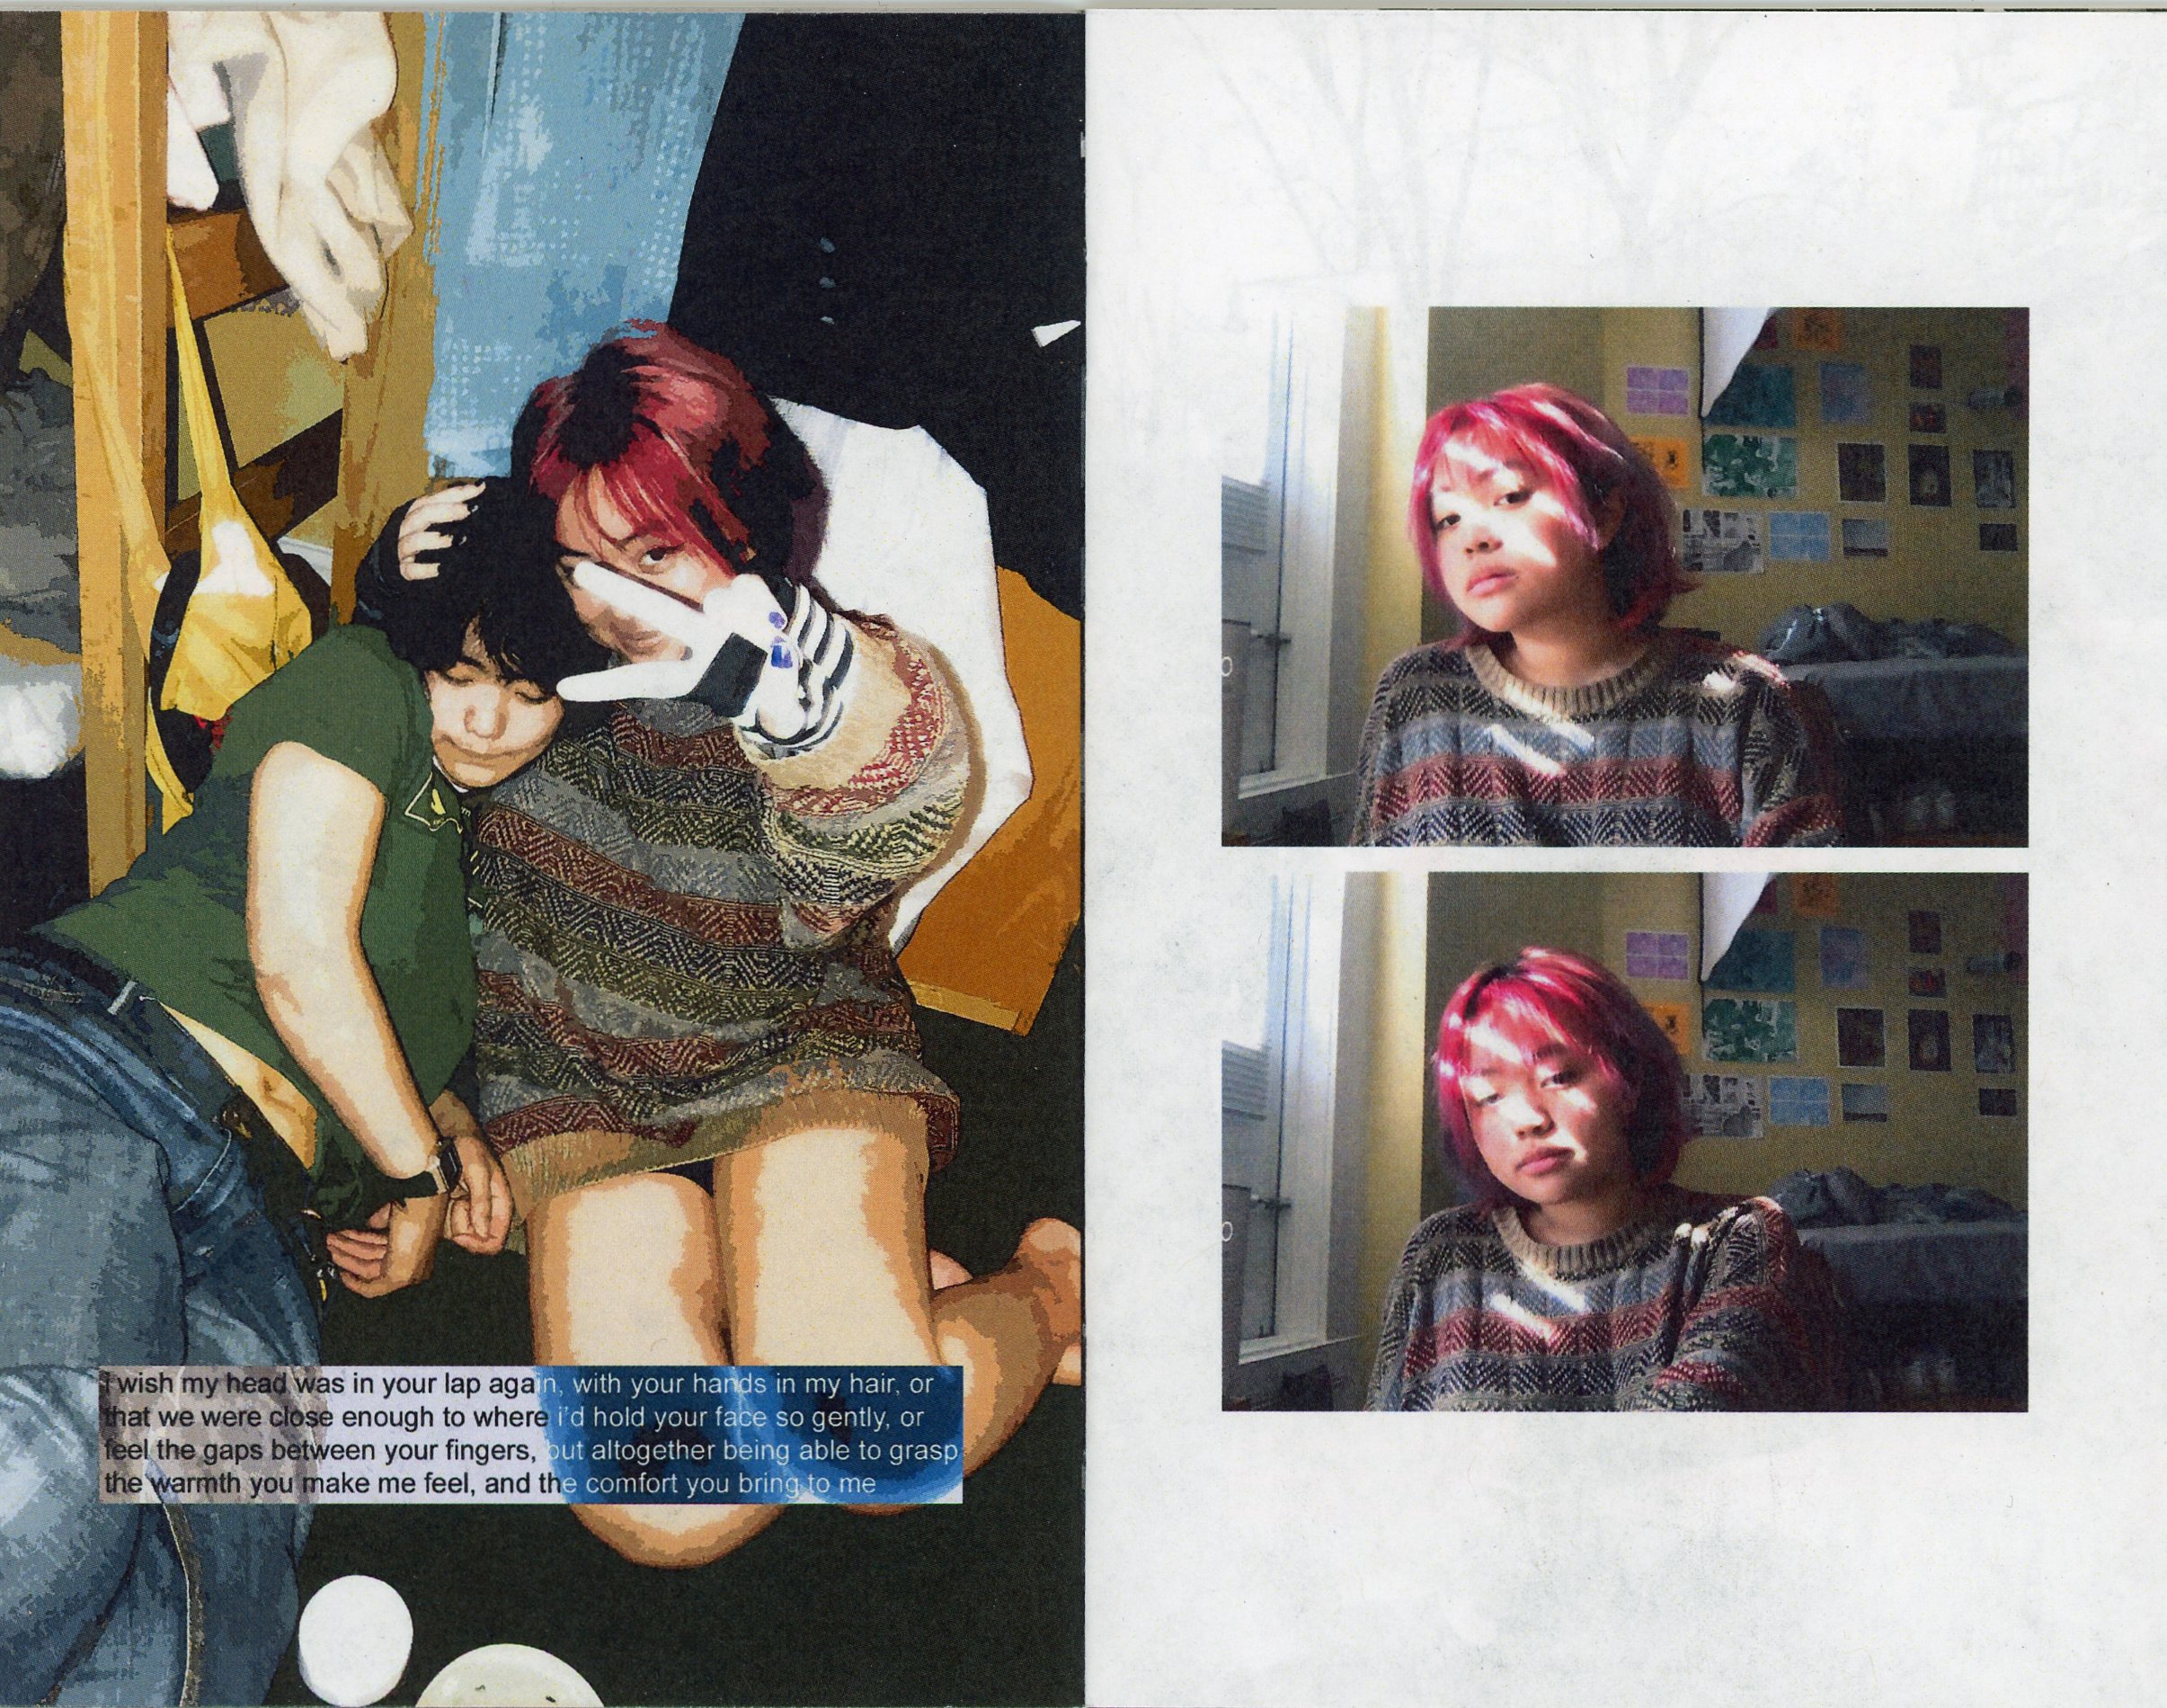 i wish my head was in your lap again, with your hands in my hair, or
that we were close enough to where i'd hold your face so gently, or
feel the gaps between your fingers, but altogether being able to grasp
the warmth you make me feel, and the comfort you bring to me